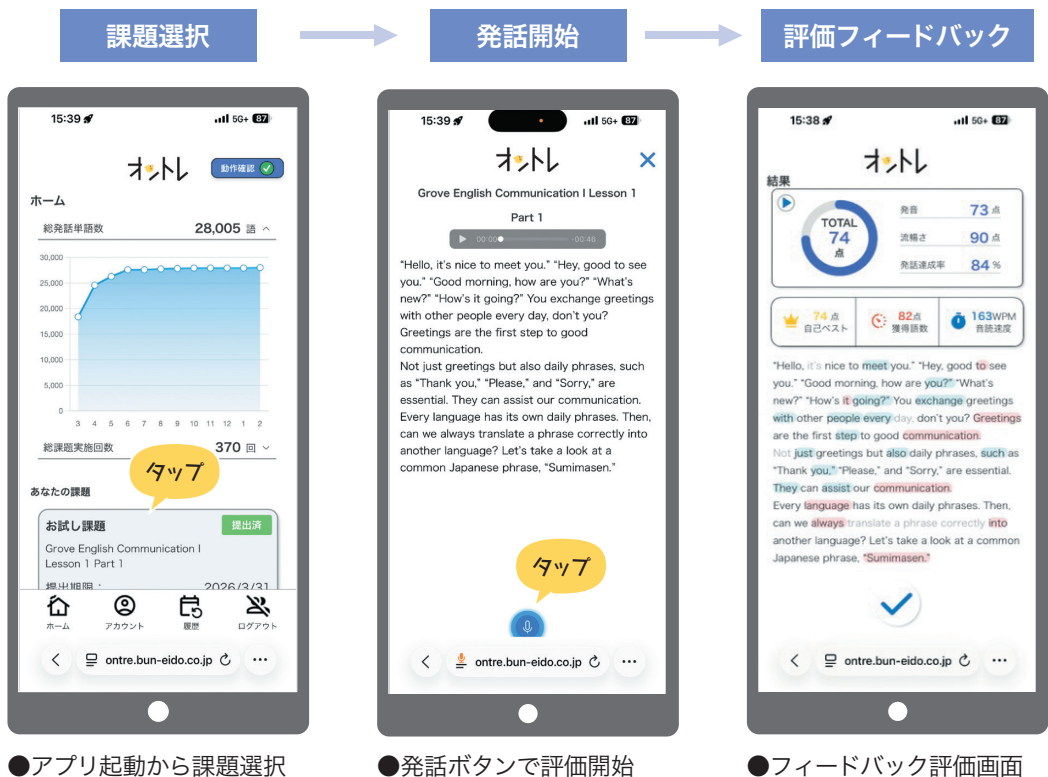 課題選択
発話開始
評価フィードバック
15:39
5G+ 87
オントレ
動作確認
ホーム
総発話単語数 28,005 語
30,000
25,000
20,000
15,000
10,000
5,000
0
3 4 5 6 7 8 9 10 11 12 1 2
総課題実施回数 370 回
タップ
あなたの課題
お試し課題 提出済
Grove English Communication I
Lesson 1 Part 1
提出期限： 2026/3/31
ホーム アカウント 履歴 ログアウト
ontre.bun-eido.co.jp
●アプリ起動から課題選択
15:39
5G+ 87
オントレ
Grove English Communication I Lesson 1
Part 1
00:00 -00:46
“Hello, it’s nice to meet you.” “Hey, good to see
you.” “Good morning, how are you?” “What’s
new?” “How’s it going?” You exchange greetings
with other people every day, don’t you?
Greetings are the first step to good
communication.
Not just greetings but also daily phrases, such
as “Thank you,” “Please,” and “Sorry,” are
essential. They can assist our communication.
Every language has its own daily phrases. Then,
can we always translate a phrase correctly into
another language? Let’s take a look at a
common Japanese phrase, “Sumimasen.”
タップ
ontre.bun-eido.co.jp
●発話ボタンで評価開始
15:38
5G+ 87
オントレ
結果
TOTAL
74
点
発音 73 点
流暢さ 90 点
発話達成率 84 %
74 点
自己ベスト
82点
獲得語数
163WPM
音読速度
“Hello, it’s nice to meet you.” “Hey, good to see
you.” “Good morning, how are you?” “What’s
new?” “How’s it going?” You exchange greetings
with other people every day, don’t you? Greetings
are the first step to good communication.
Not just greetings but also daily phrases, such as
“Thank you,” “Please,” and “Sorry,” are essential.
They can assist our communication.
Every language has its own daily phrases. Then,
can we always translate a phrase correctly into
another language? Let’s take a look at a common
Japanese phrase, “Sumimasen.”
ontre.bun-eido.co.jp
●フィードバック評価画面